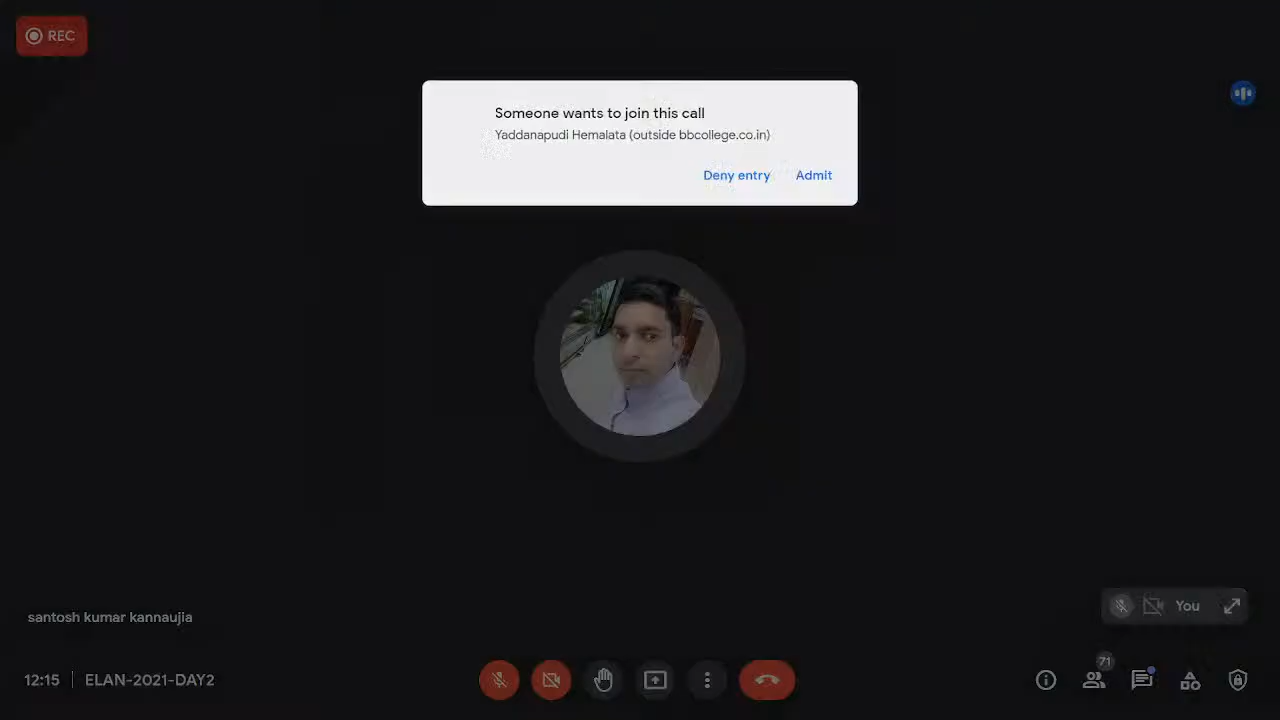 REC
Someone wants to join this call
Yaddanapudi Hemalata (outside bbcollege.co.in)
Deny entry Admit
santosh kumar kannaujia
You
71
12:15 ELAN-2021-DAY2